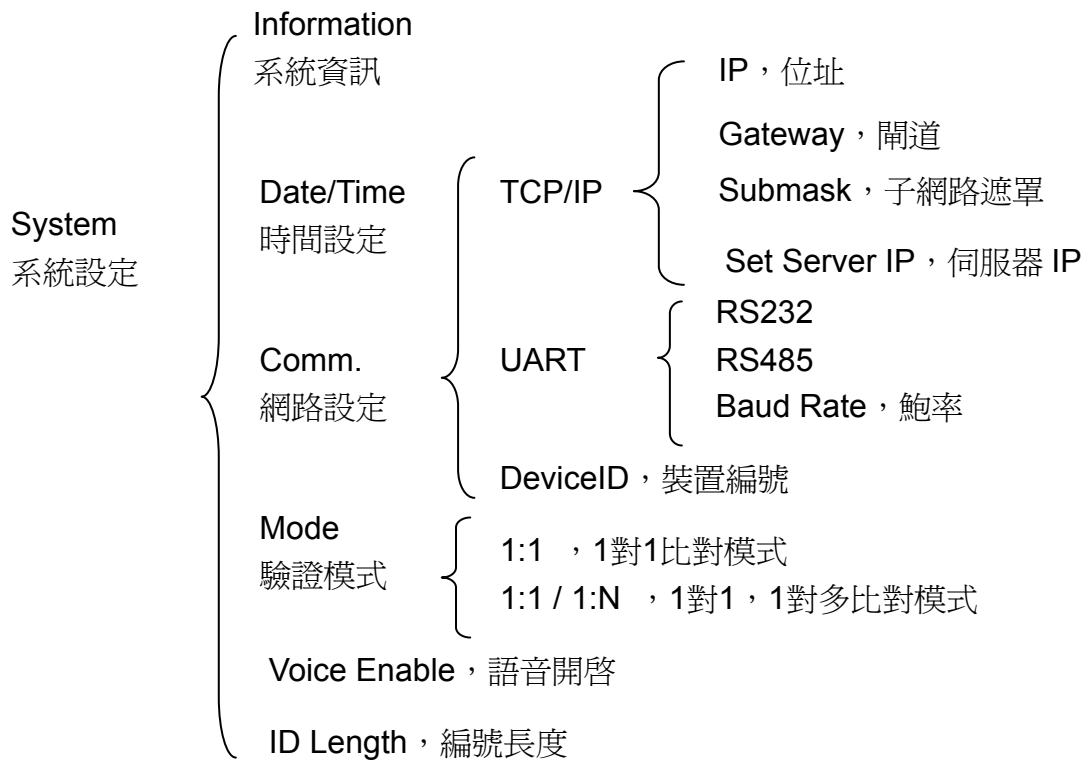 System
系統設定
Information
系統資訊
Date/Time
時間設定
Comm.
網路設定
TCP/IP
IP，位址
Gateway，閘道
Submask，子網路遮罩
Set Server IP，伺服器 IP
UART
RS232
RS485
Baud Rate，鮑率
DeviceID，裝置編號
Mode
驗證模式
1:1 ，1對1比對模式
1:1 / 1:N ，1對1，1對多比對模式
Voice Enable，語音開啓
ID Length，編號長度